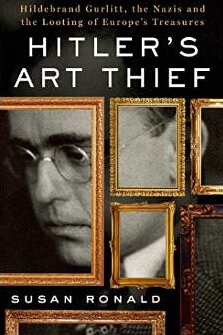 Hildebrand Gurlitt, the Nazis and
the Looting of Europe's Treasures
HITLER'S
ART THIEF
SUSAN RONALD